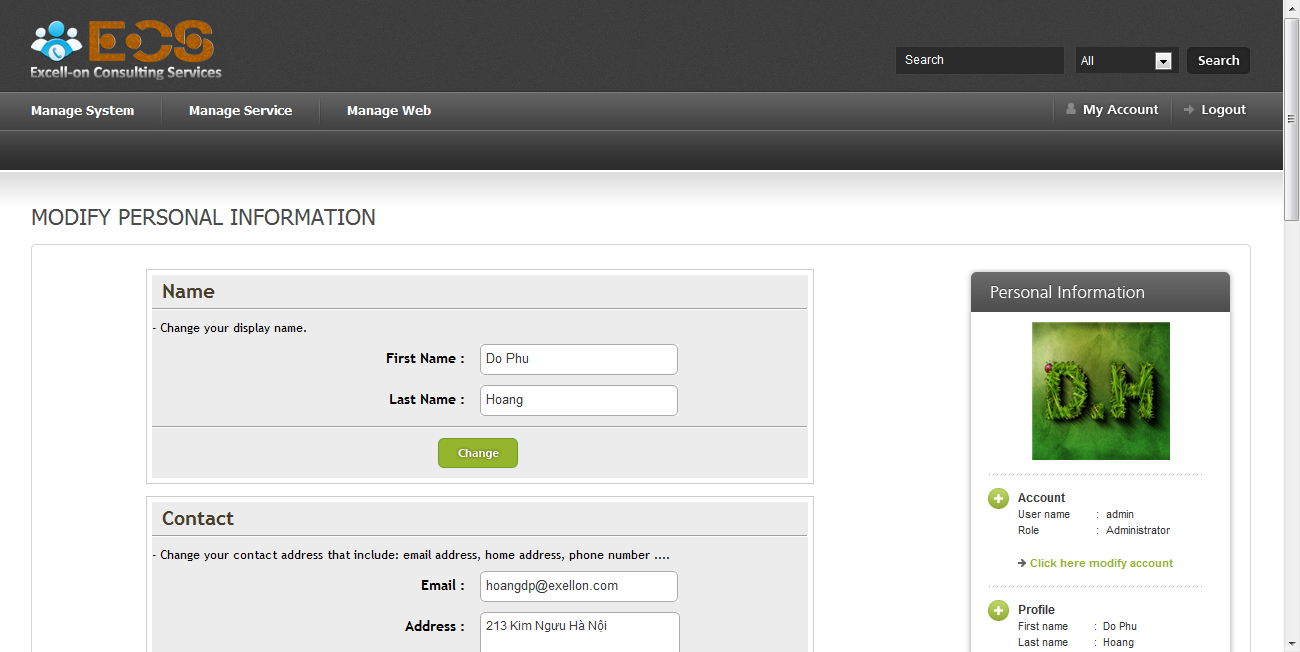 ECS
Excell-on Consulting Services
Search All Search
Manage System Manage Service Manage Web My Account Logout
MODIFY PERSONAL INFORMATION
Name
- Change your display name.
First Name : Do Phu
Last Name : Hoang
Change
Contact
- Change your contact address that include: email address, home address, phone number ....
Email : hoangdp@exellon.com
Address : 213 Kim Ngưu Hà Nội
Personal Information
D.H
Account
User name : admin
Role : Administrator
Click here modify account
Profile
First name : Do Phu
Last name : Hoang